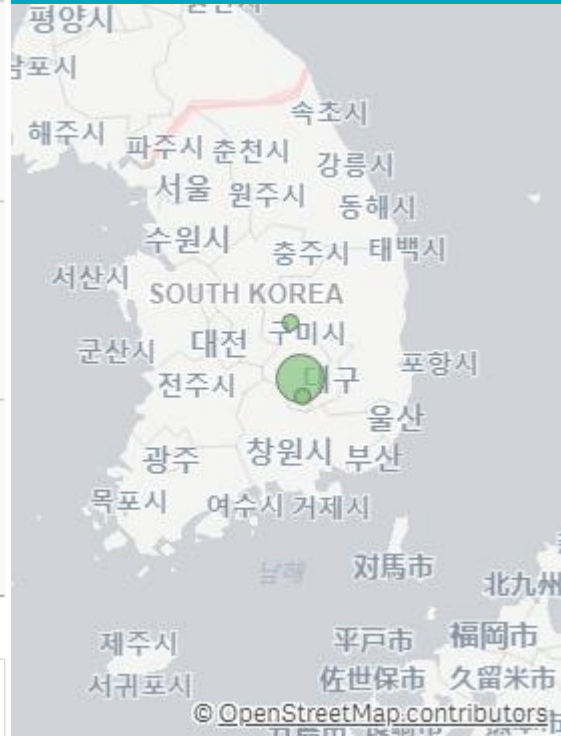 평양시
남포시
속초시
해주시
파주시 춘천시
강릉시
서울 원주시
동해시
수원시
충주시 태백시
서산시
SOUTH KOREA
구미시
대전
군산시
포항시
대구
전주시
울산
광주
창원시 부산
목포시
여수시 거제시
남해
対馬市
北九州
제주시
平戸市 福岡市
서귀포시
佐世保市 久留米市
© OpenStreetMap contributors